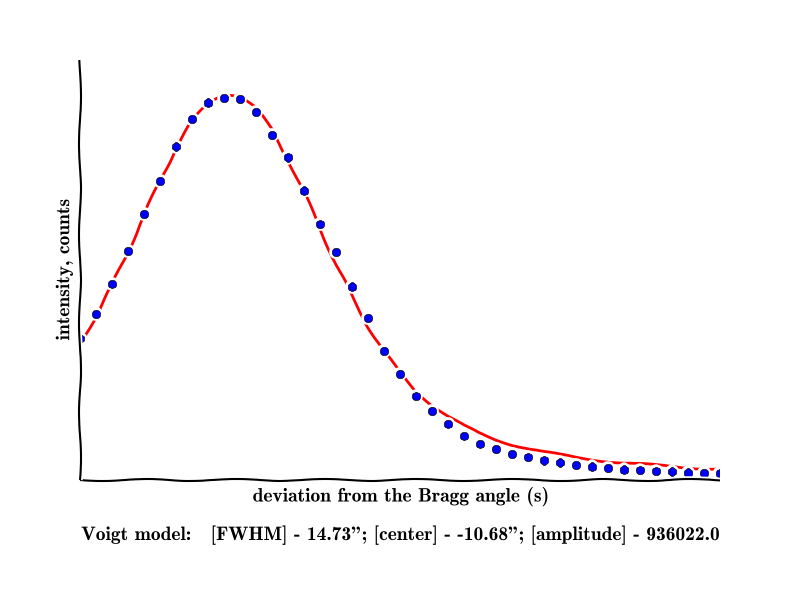 intensity, counts
deviation from the Bragg angle (s)
Voigt model: [FWHM] - 14.73”; [center] - -10.68”; [amplitude] - 936022.0